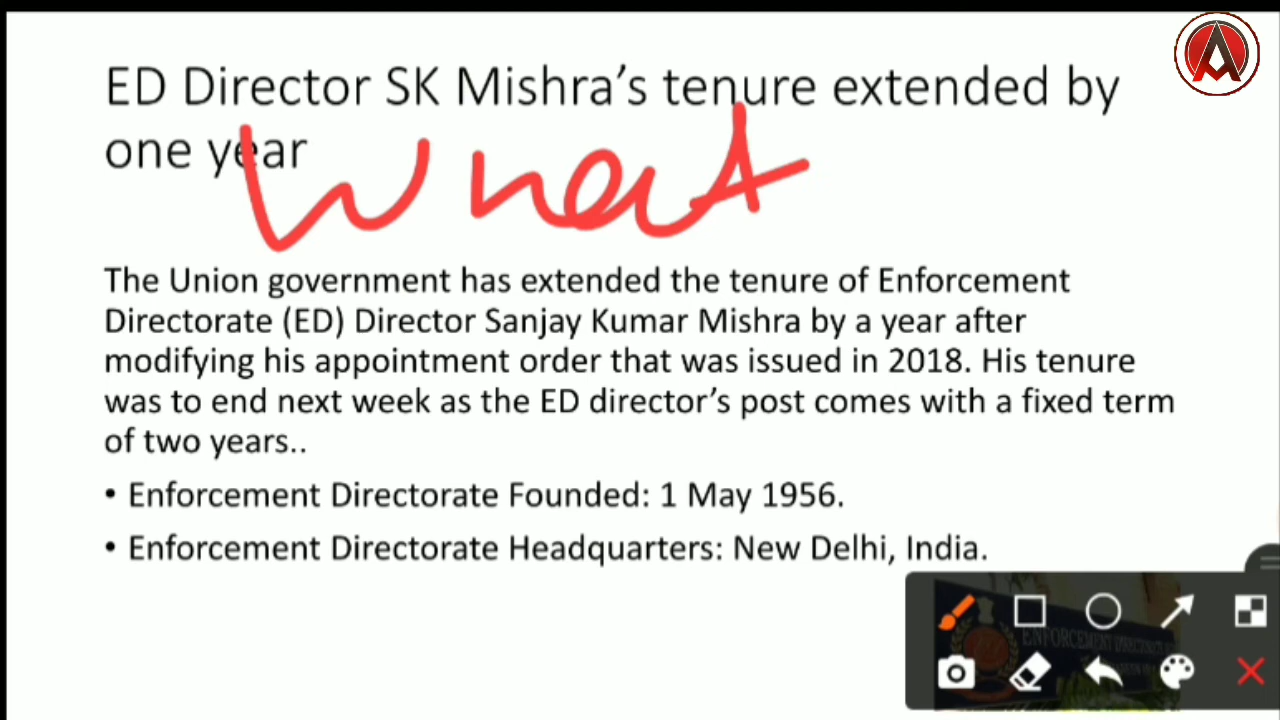 ED Director SK Mishra's tenure extended by
one year
What
The Union government has extended the tenure of Enforcement
Directorate (ED) Director Sanjay Kumar Mishra by a year after
modifying his appointment order that was issued in 2018. His tenure
was to end next week as the ED director's post comes with a fixed term
of two years..
• Enforcement Directorate Founded: 1 May 1956.
• Enforcement Directorate Headquarters: New Delhi, India.
ENFORCEMENT